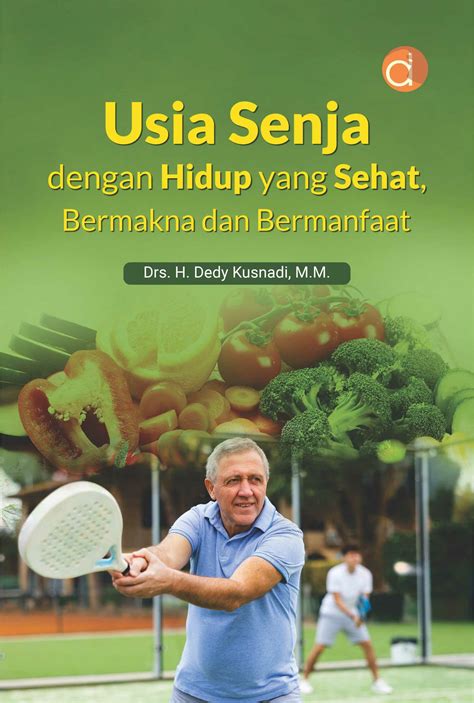 Usia Senja
dengan Hidup yang Sehat,
Bermakna dan Bermanfaat
Drs. H. Dedy Kusnadi, M.M.